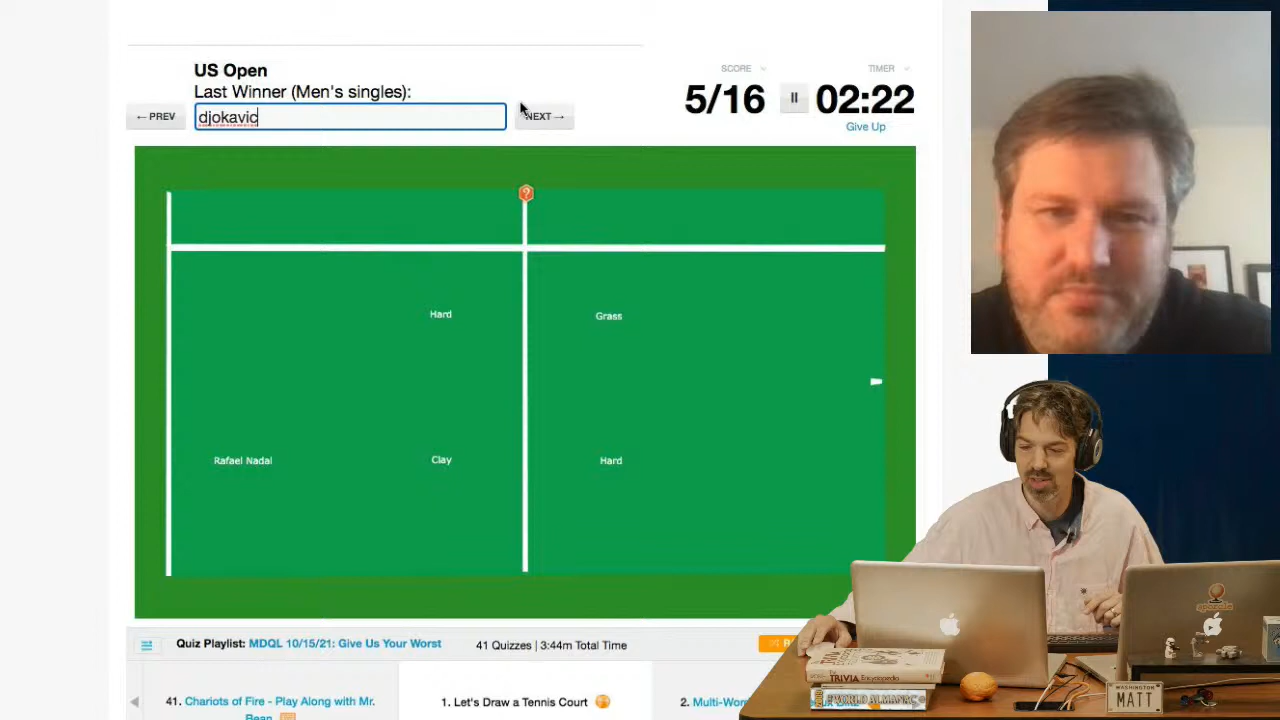 US Open
Last Winner (Men's singles):
← PREV
djokavic
NEXT →
SCORE
5/16
TIMER
02:22
Give Up
?
Hard
Grass
Rafael Nadal
Clay
Hard
Quiz Playlist: MDQL 10/15/21: Give Us Your Worst
41 Quizzes | 3:44m Total Time
41. Chariots of Fire - Play Along with Mr. Bean
1. Let's Draw a Tennis Court
2. Multi-Wor
TRIVIA Encyclopedia
WORLD ALMANAC
sporcle
WASHINGTON
MATT